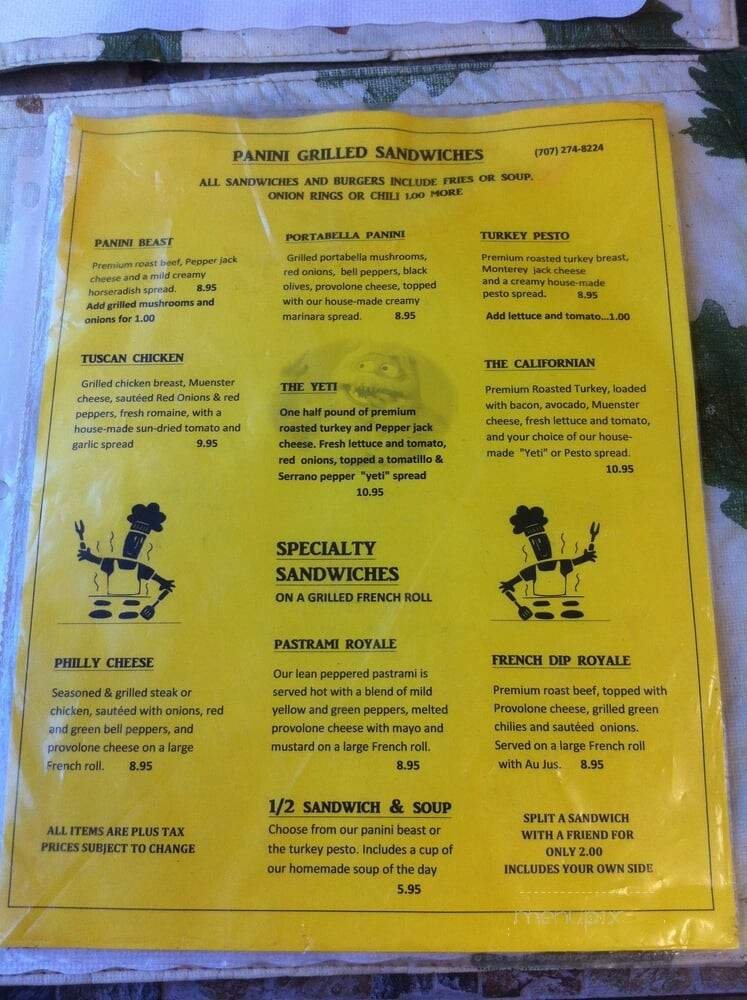 PANINI GRILLED SANDWICHES
(707) 274-8224
ALL SANDWICHES AND BURGERS INCLUDE FRIES OR SOUP.
ONION RINGS OR CHILI 1.00 MORE
PANINI BEAST
Premium roast beef, Pepper jack
cheese and a mild creamy
horseradish spread. 8.95
Add grilled mushrooms and
onions for 1.00
PORTABELLA PANINI
Grilled portabella mushrooms,
red onions, bell peppers, black
olives, provolone cheese, topped
with our house-made creamy
marinara spread. 8.95
TURKEY PESTO
Premium roasted turkey breast,
Monterey jack cheese
and a creamy house-made
pesto spread. 8.95
Add lettuce and tomato...1.00
TUSCAN CHICKEN
Grilled chicken breast, Muenster
cheese, sautéed Red Onions & red
peppers, fresh romaine, with a
house-made sun-dried tomato and
garlic spread 9.95
THE YETI
One half pound of premium
roasted turkey and Pepper jack
cheese. Fresh lettuce and tomato,
red onions, topped a tomatillo &
Serrano pepper "yeti" spread
10.95
THE CALIFORNIAN
Premium Roasted Turkey, loaded
with bacon, avocado, Muenster
cheese, fresh lettuce and tomato,
and your choice of our house-
made "Yeti" or Pesto spread.
10.95
SPECIALTY
SANDWICHES
ON A GRILLED FRENCH ROLL
PHILLY CHEESE
Seasoned & grilled steak or
chicken, sautéed with onions, red
and green bell peppers, and
provolone cheese on a large
French roll. 8.95
PASTRAMI ROYALE
Our lean peppered pastrami is
served hot with a blend of mild
yellow and green peppers, melted
provolone cheese with mayo and
mustard on a large French roll.
8.95
FRENCH DIP ROYALE
Premium roast beef, topped with
Provolone cheese, grilled green
chilies and sautéed onions.
Served on a large French roll
with Au Jus. 8.95
ALL ITEMS ARE PLUS TAX
PRICES SUBJECT TO CHANGE
1/2 SANDWICH & SOUP
Choose from our panini beast or
the turkey pesto. Includes a cup of
our homemade soup of the day
5.95
SPLIT A SANDWICH
WITH A FRIEND FOR
ONLY 2.00
INCLUDES YOUR OWN SIDE
menupix